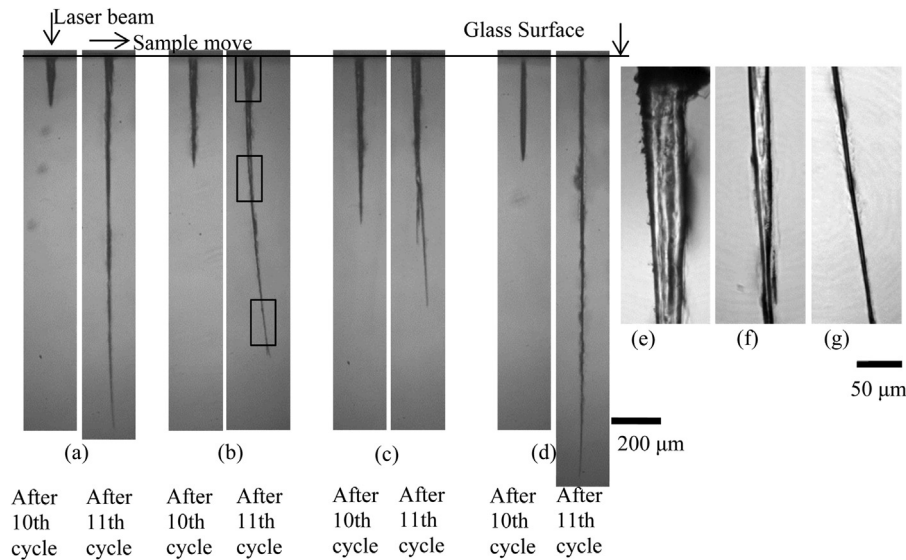 Laser beam
Glass Surface
Sample move
(e)
(f)
(g)
50 μm
200 μm
(a)
(b)
(c)
(d)
After
10th
cycle
After
11th
cycle
After
10th
cycle
After
11th
cycle
After
10th
cycle
After
11th
cycle
After
10th
cycle
After
11th
cycle